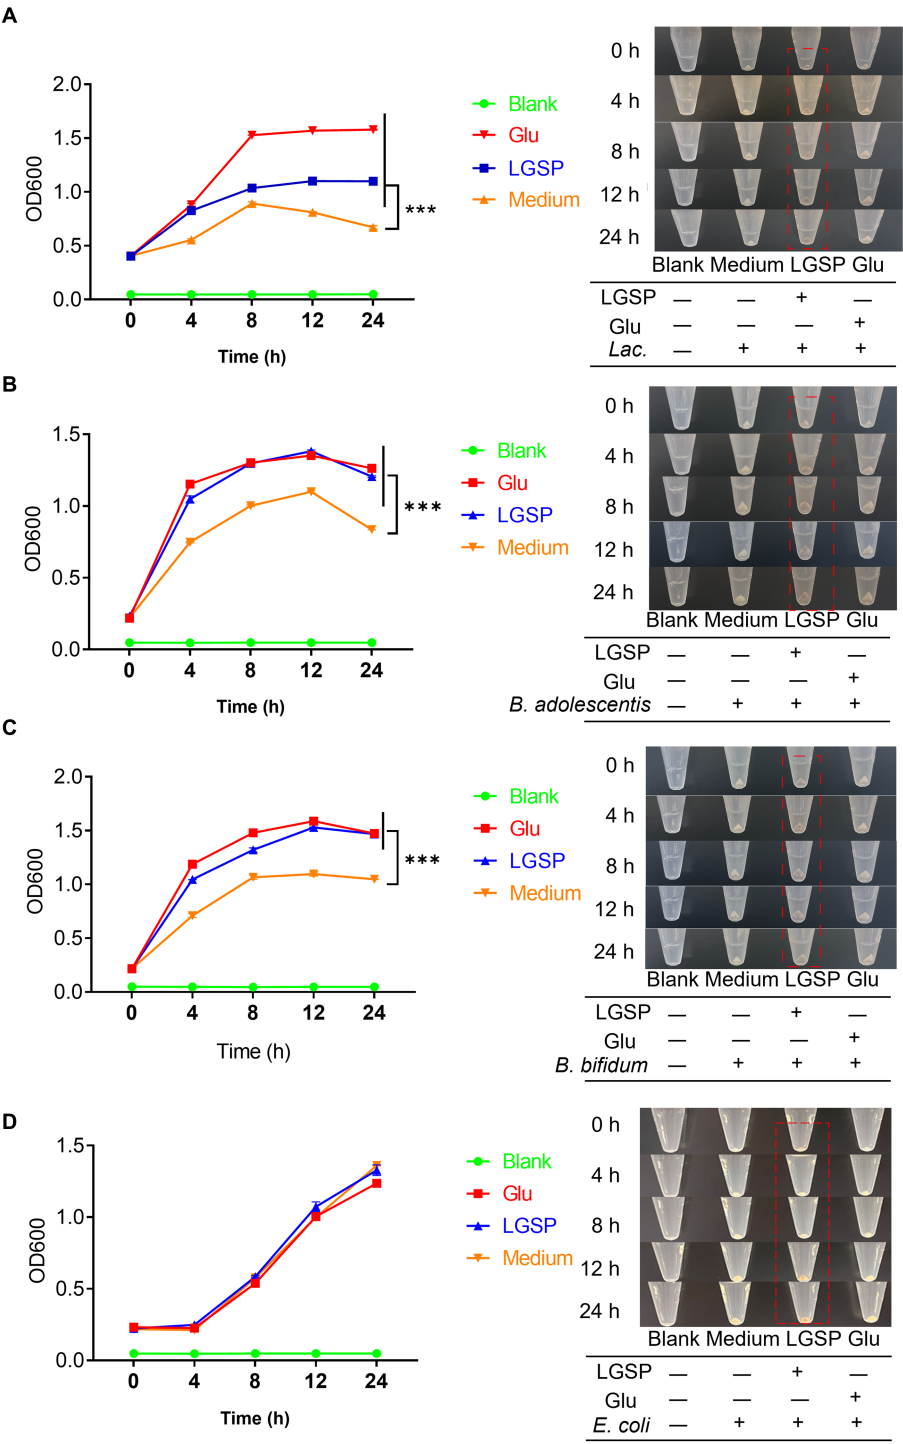 A
2.0
1.5
1.0
0.5
0.0
OD600
0 4 8 12 24
Time (h)
***
Blank
Glu
LGSP
Medium
0 h
4 h
8 h
12 h
24 h
Blank Medium LGSP Glu
LGSP — — + —
Glu — — — +
Lac. — + + +
B
1.5
1.0
0.5
0.0
OD600
0 4 8 12 24
Time (h)
***
Blank
Glu
LGSP
Medium
0 h
4 h
8 h
12 h
24 h
Blank Medium LGSP Glu
LGSP — — + —
Glu — — — +
B. adolescentis — + + +
C
2.0
1.5
1.0
0.5
0.0
OD600
0 4 8 12 24
Time (h)
***
Blank
Glu
LGSP
Medium
0 h
4 h
8 h
12 h
24 h
Blank Medium LGSP Glu
LGSP — — + —
Glu — — — +
B. bifidum — + + +
D
1.5
1.0
0.5
0.0
OD600
0 4 8 12 24
Time (h)
Blank
Glu
LGSP
Medium
0 h
4 h
8 h
12 h
24 h
Blank Medium LGSP Glu
LGSP — — + —
Glu — — — +
E. coli — + + +